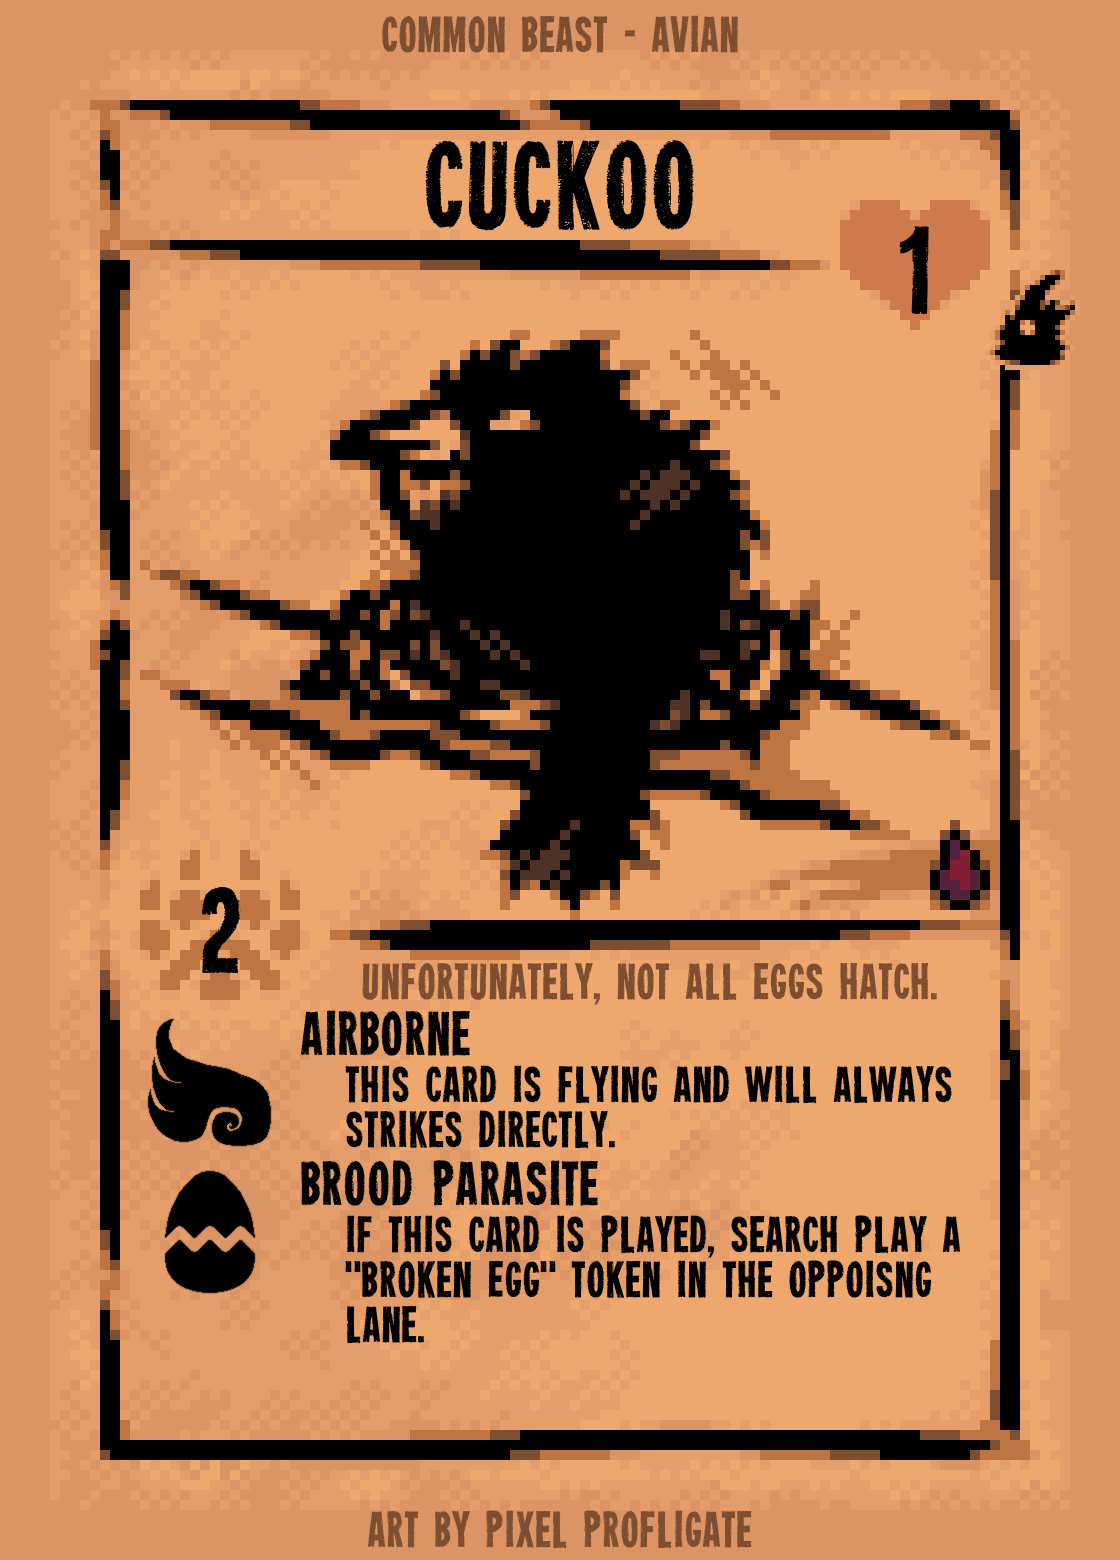 COMMON BEAST - AVIAN
CUCKOO
1
2
UNFORTUNATELY, NOT ALL EGGS HATCH.
AIRBORNE
THIS CARD IS FLYING AND WILL ALWAYS
STRIKES DIRECTLY.
BROOD PARASITE
IF THIS CARD IS PLAYED, SEARCH PLAY A
"BROKEN EGG" TOKEN IN THE OPPOISNG
LANE.
ART BY PIXEL PROFLIGATE